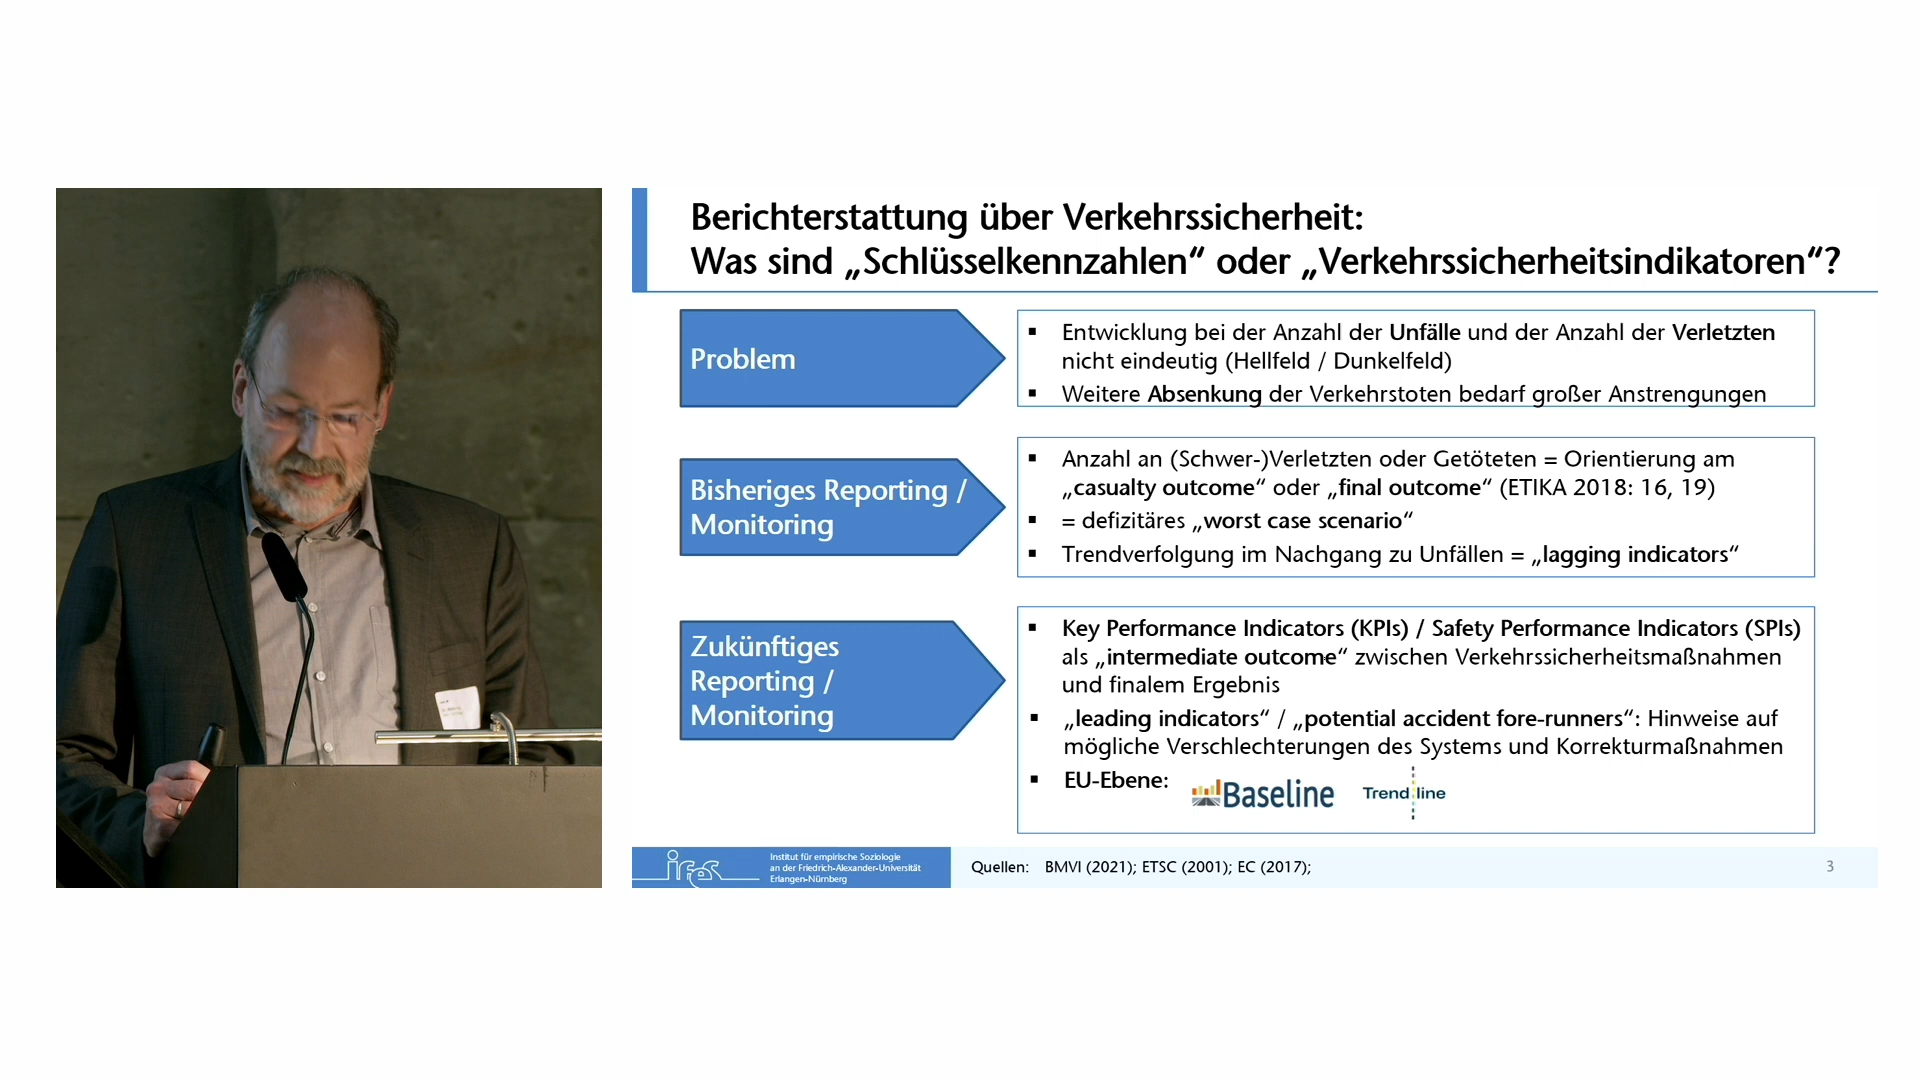 Berichterstattung über Verkehrssicherheit:
Was sind „Schlüsselkennzahlen“ oder „Verkehrssicherheitsindikatoren“?
Problem
▪ Entwicklung bei der Anzahl der Unfälle und der Anzahl der Verletzten
nicht eindeutig (Hellfeld / Dunkelfeld)
▪ Weitere Absenkung der Verkehrstoten bedarf großer Anstrengungen
Bisheriges Reporting /
Monitoring
▪ Anzahl an (Schwer-)Verletzten oder Getöteten = Orientierung am
„casualty outcome“ oder „final outcome“ (ETIKA 2018: 16, 19)
▪ = defizitäres „worst case scenario“
▪ Trendverfolgung im Nachgang zu Unfällen = „lagging indicators“
Zukünftiges
Reporting /
Monitoring
▪ Key Performance Indicators (KPIs) / Safety Performance Indicators (SPIs)
als „intermediate outcome“ zwischen Verkehrssicherheitsmaßnahmen
und finalem Ergebnis
▪ „leading indicators“ / „potential accident fore-runners“: Hinweise auf
mögliche Verschlechterungen des Systems und Korrekturmaßnahmen
▪ EU-Ebene:
Baseline
Trend line
ifes
Institut für empirische Soziologie
an der Friedrich-Alexander-Universität
Erlangen-Nürnberg
Quellen: BMVI (2021); ETSC (2001); EC (2017);
3